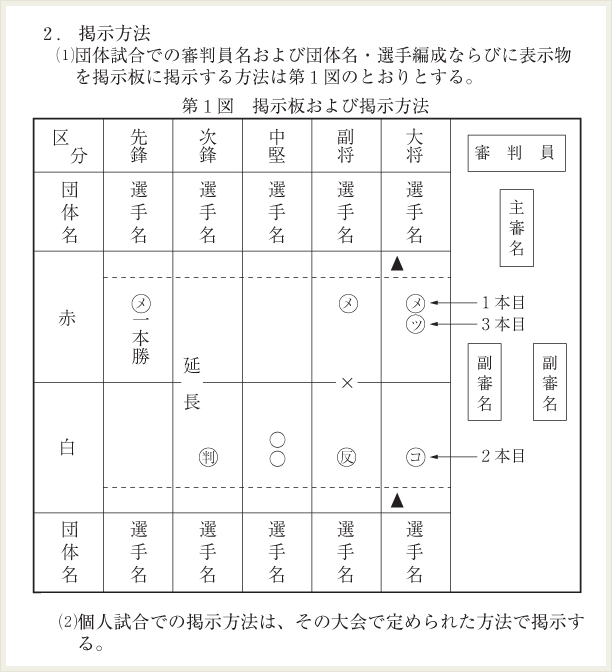 2. 掲示方法
⑴団体試合での審判員名および団体名・選手編成ならびに表示物
を掲示板に掲示する方法は第1図のとおりとする。
第1図 掲示板および掲示方法
区分 先鋒 次鋒 中堅 副将 大将
団体名 選手名 選手名 選手名 選手名 選手名
審判員
主審名
▲
赤
㋱一本勝
㋱
㋱
1本目
㋡
3本目
延長
×
副審名 副審名
白
判
○○
反
㋙
2本目
▲
団体名 選手名 選手名 選手名 選手名 選手名
⑵個人試合での掲示方法は、その大会で定められた方法で掲示す
る。